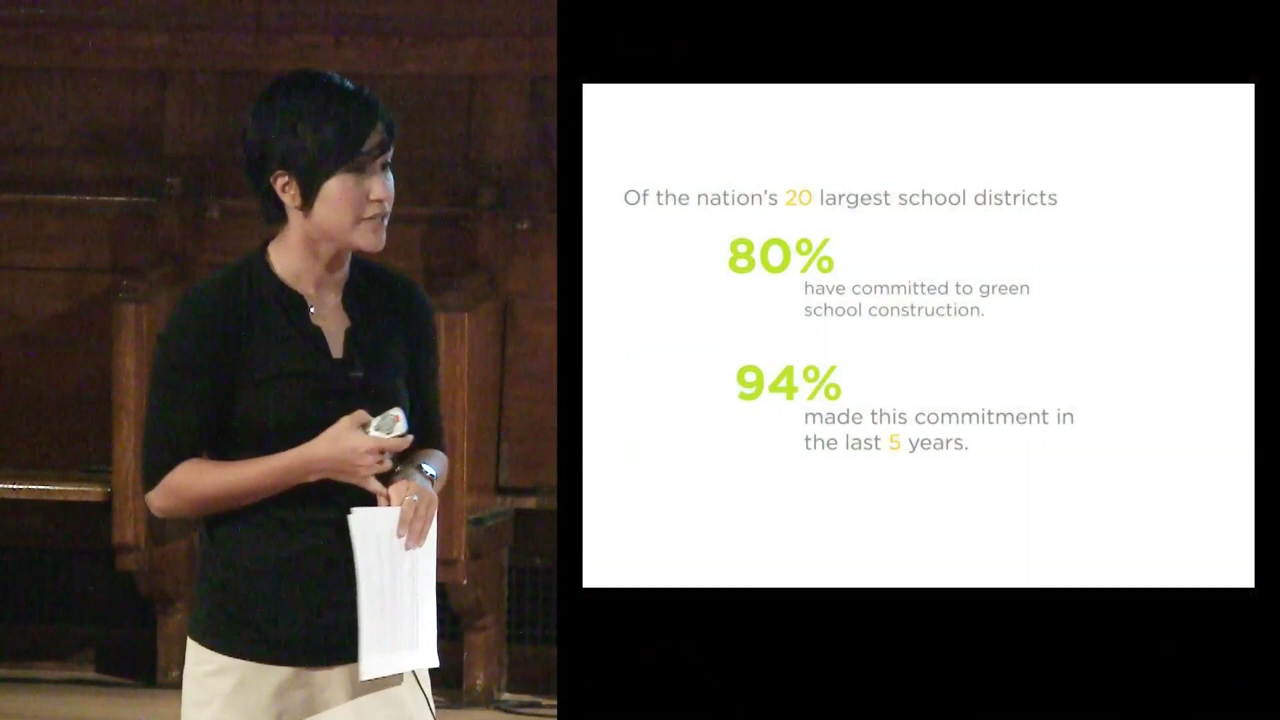 Of the nation's 20 largest school districts
80%
have committed to green
school construction.
94%
made this commitment in
the last 5 years.